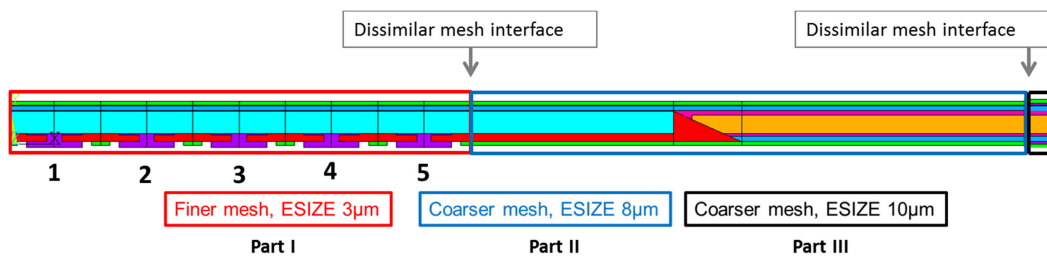 Dissimilar mesh interface
Dissimilar mesh interface
X
1
2
3
4
5
Finer mesh, ESIZE 3µm
Coarser mesh, ESIZE 8µm
Coarser mesh, ESIZE 10µm
Part I
Part II
Part III